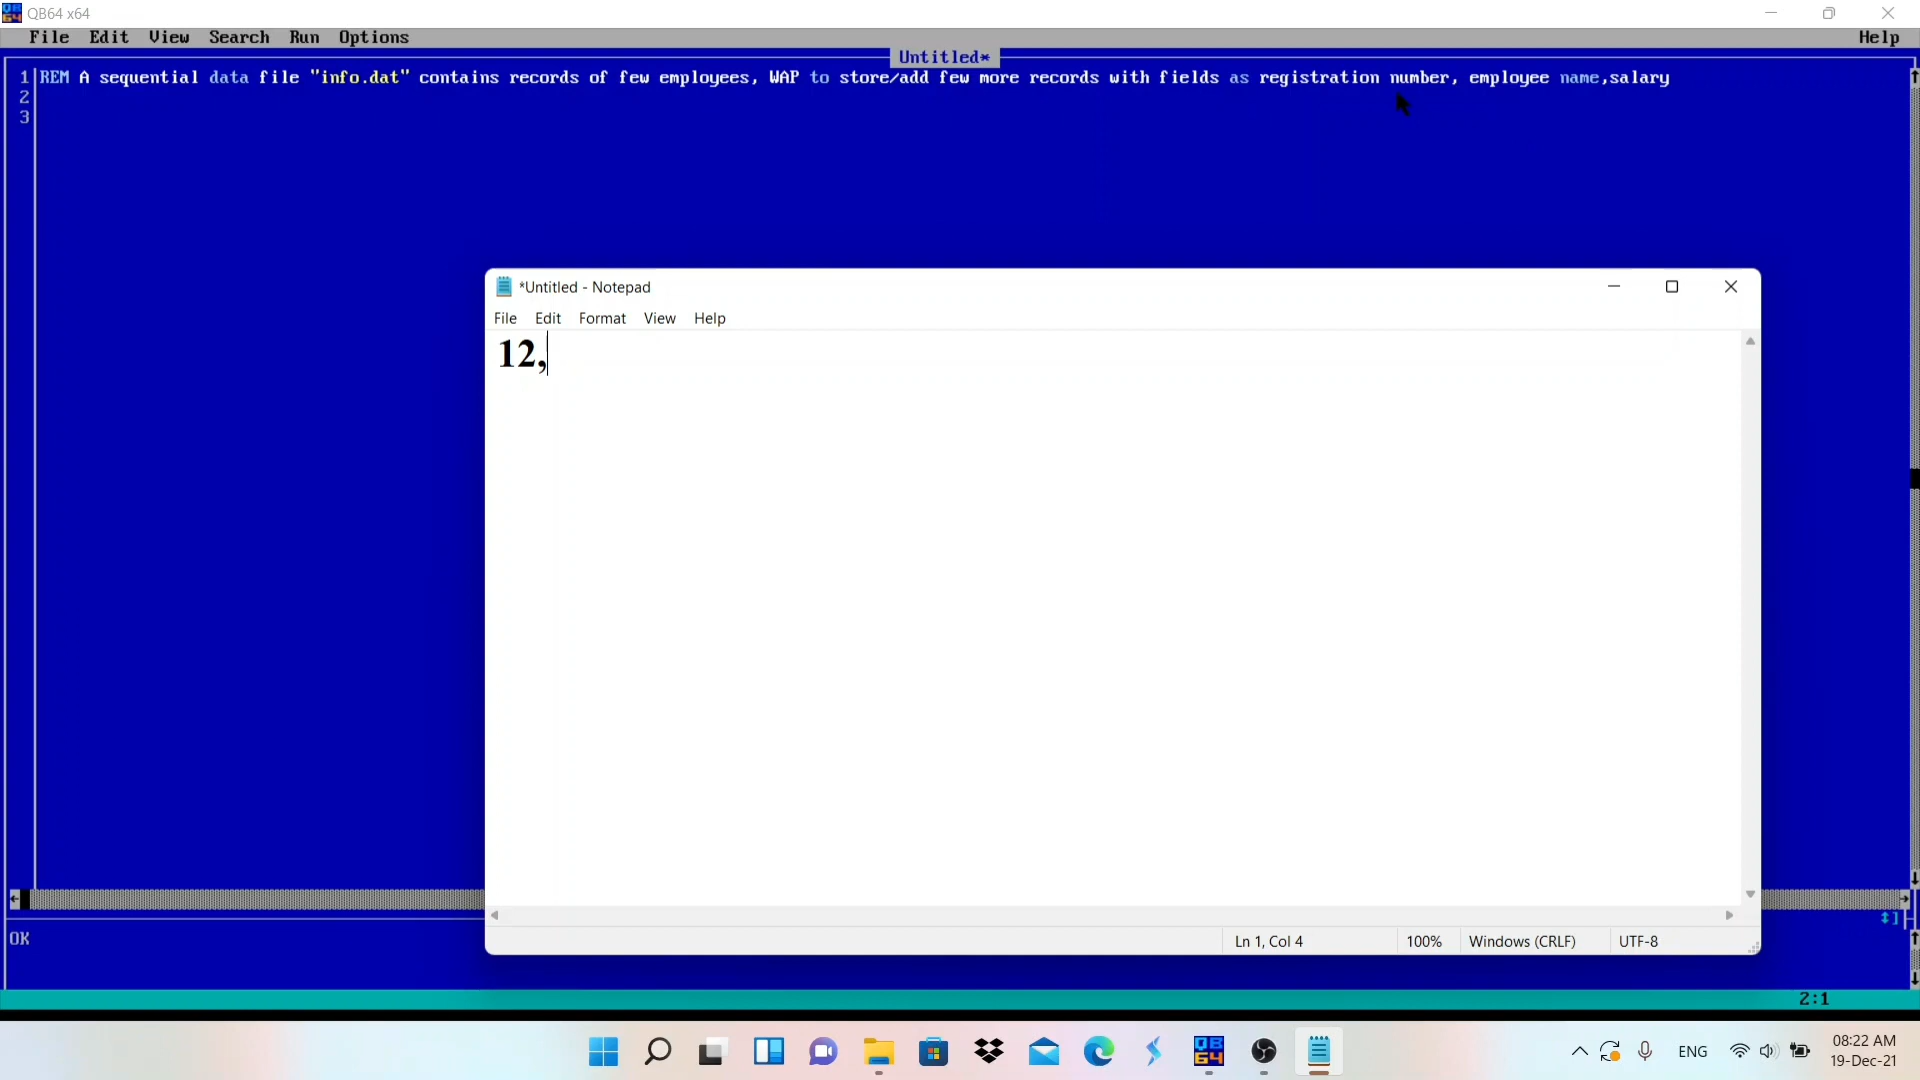 QB64 x64
File Edit View Search Run Options Help
Untitled*
1 REM A sequential data file "info.dat" contains records of few employees, WAP to store/add few more records with fields as registration number, employee name,salary
2
3
*Untitled - Notepad
File Edit Format View Help
12,
Ln 1, Col 4 100% Windows (CRLF) UTF-8
OK
2:1
QB64
ENG
08:22 AM
19-Dec-21